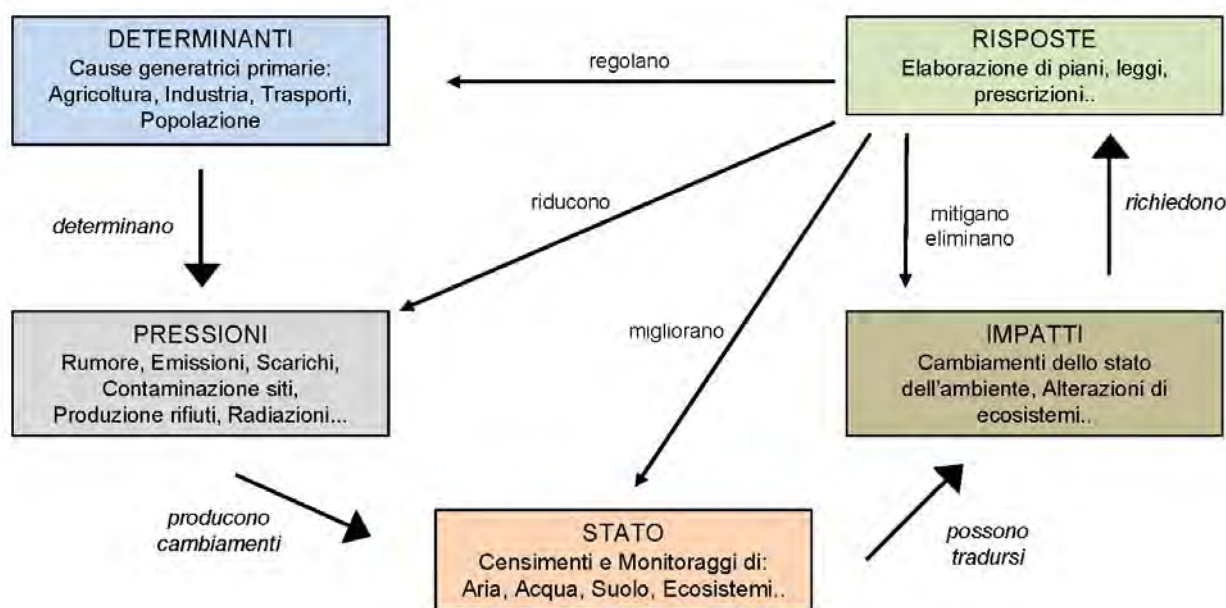 DETERMINANTI
Cause generatrici primarie:
Agricoltura, Industria, Trasporti,
Popolazione
regolano
RISPOSTE
Elaborazione di piani, leggi,
prescrizioni..
determinano
riducono
mitigano
eliminano
richiedono
PRESSIONI
Rumore, Emissioni, Scarichi,
Contaminazione siti,
Produzione rifiuti, Radiazioni...
migliorano
IMPATTI
Cambiamenti dello stato
dell'ambiente, Alterazioni di
ecosistemi..
producono
cambiamenti
STATO
Censimenti e Monitoraggi di:
Aria, Acqua, Suolo, Ecosistemi..
possono
tradursi